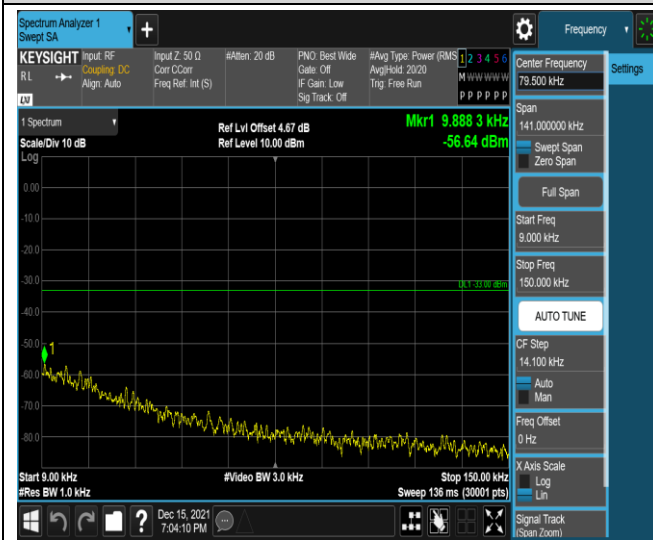 Spectrum Analyzer 1
Swept SA
Frequency
KEYSIGHT
RL
LXI
Input: RF
Coupling: DC
Align: Auto
Input Z: 50 Ω
Corr CCorr
Freq Ref: Int (S)
#Atten: 20 dB
PNO: Best Wide
Gate: Off
IF Gain: Low
Sig Track: Off
#Avg Type: Power (RMS
Avg|Hold: 20/20
Trig: Free Run
1 2 3 4 5 6
M W W W W W
P P P P P P
1 Spectrum
Scale/Div 10 dB
Log
Ref Lvl Offset 4.67 dB
Ref Level 10.00 dBm
Mkr1 9.888 3 kHz
-56.64 dBm
0.00
-10.0
-20.0
-30.0
DL1 -33.00 dBm
-40.0
-50.0
1
-60.0
-70.0
-80.0
Start 9.00 kHz
#Res BW 1.0 kHz
#Video BW 3.0 kHz
Stop 150.00 kHz
Sweep 136 ms (30001 pts)
Dec 15, 2021
7:04:10 PM
Center Frequency
79.500 kHz
Span
141.000000 kHz
Swept Span
Zero Span
Full Span
Start Freq
9.000 kHz
Stop Freq
150.000 kHz
AUTO TUNE
CF Step
14.100 kHz
Auto
Man
Freq Offset
0 Hz
X Axis Scale
Log
Lin
Signal Track
(Span Zoom)
Settings